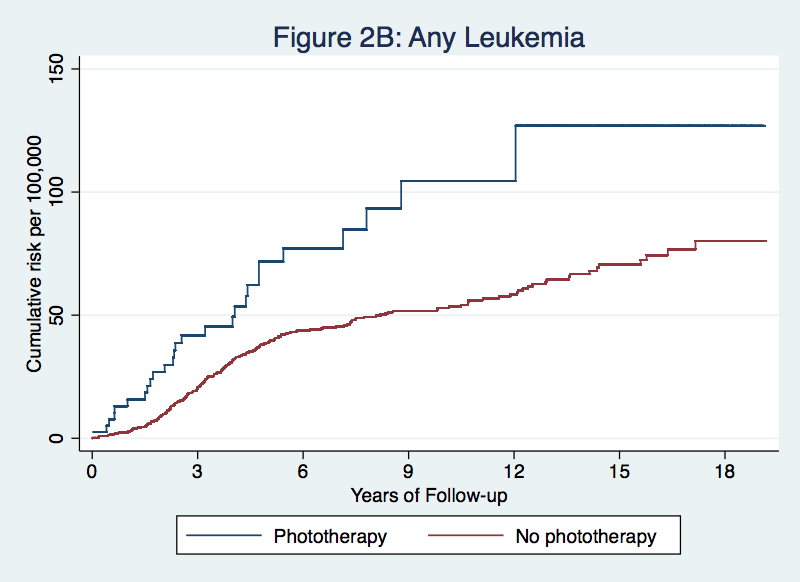 Figure 2B: Any Leukemia
150
100
50
0
Cumulative risk per 100,000
0 3 6 9 12 15 18
Years of Follow-up
Phototherapy No phototherapy